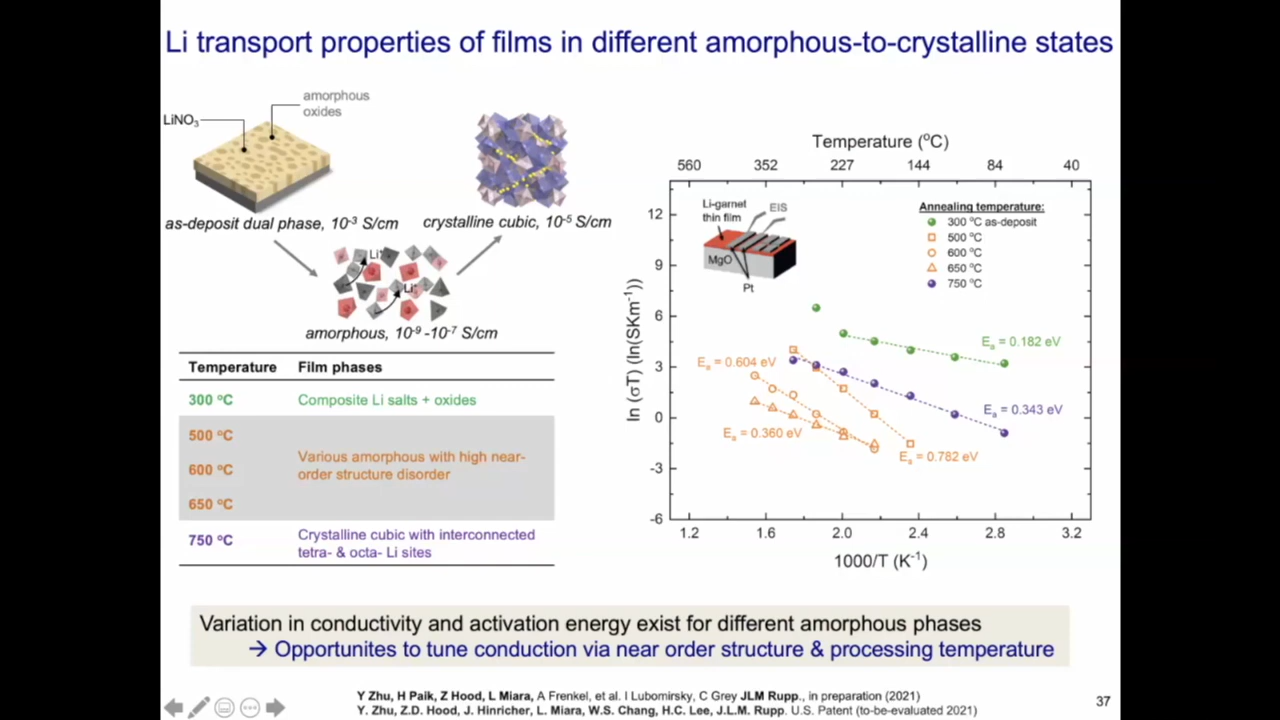 Li transport properties of films in different amorphous-to-crystalline states
amorphous
oxides
LiNO3
as-deposit dual phase, 10-3 S/cm
crystalline cubic, 10-5 S/cm
Li+
Li+
amorphous, 10-9 -10-7 S/cm
Temperature Film phases
300 ºC Composite Li salts + oxides
500 ºC
600 ºC Various amorphous with high near-
order structure disorder
650 ºC
750 ºC Crystalline cubic with interconnected
tetra- & octa- Li sites
Temperature (ºC)
560 352 227 144 84 40
Li-garnet
thin film
EIS
MgO
Pt
Annealing temperature:
300 ºC as-deposit
500 ºC
600 ºC
650 ºC
750 ºC
ln (σT) (ln(SKm-1))
12
9
6
3
0
-3
-6
Ea = 0.182 eV
Ea = 0.604 eV
Ea = 0.343 eV
Ea = 0.360 eV
Ea = 0.782 eV
1.2 1.6 2.0 2.4 2.8 3.2
1000/T (K-1)
Variation in conductivity and activation energy exist for different amorphous phases
→ Opportunites to tune conduction via near order structure & processing temperature
Y Zhu, H Paik, Z Hood, L Miara, A Frenkel, et al. I Lubomirsky, C Grey JLM Rupp., in preparation (2021)
Y. Zhu, Z.D. Hood, J. Hinricher, L. Miara, W.S. Chang, H.C. Lee, J.L.M. Rupp. U.S. Patent (to-be-evaluated 2021)
37